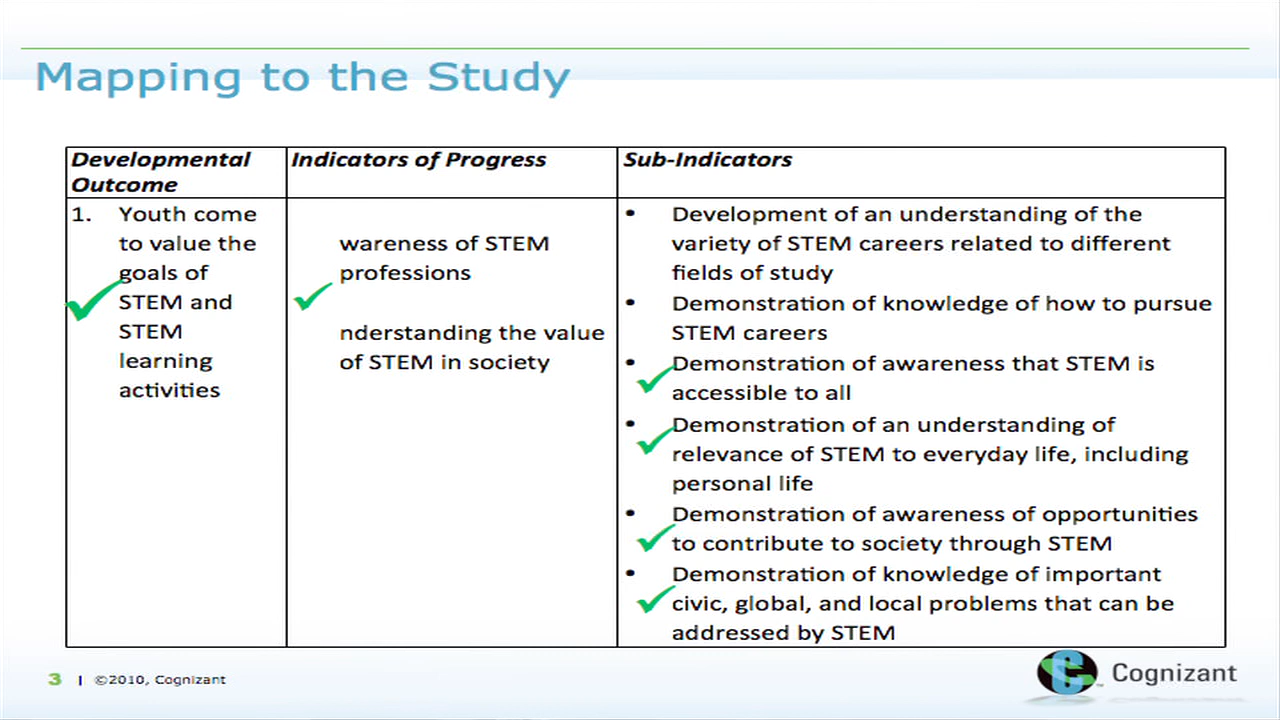 Mapping to the Study
Developmental
Outcome
Indicators of Progress
Sub-Indicators
1. Youth come
to value the
goals of
STEM and
STEM
learning
activities
wareness of STEM
professions
nderstanding the value
of STEM in society
• Development of an understanding of the
variety of STEM careers related to different
fields of study
• Demonstration of knowledge of how to pursue
STEM careers
• Demonstration of awareness that STEM is
accessible to all
• Demonstration of an understanding of
relevance of STEM to everyday life, including
personal life
• Demonstration of awareness of opportunities
to contribute to society through STEM
• Demonstration of knowledge of important
civic, global, and local problems that can be
addressed by STEM
3 | ©2010, Cognizant
Cognizant